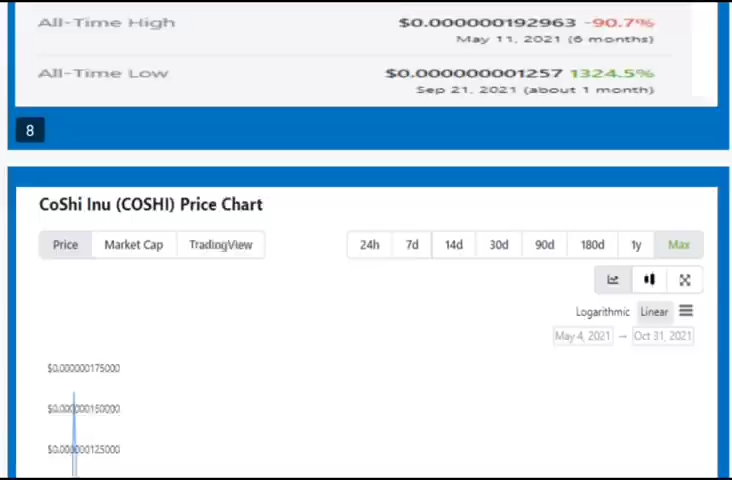 All-Time High $0.000000192963 -90.7%
May 11, 2021 (6 months)
All-Time Low $0.000000001257 1324.5%
Sep 21, 2021 (about 1 month)
8
CoShi Inu (COSHI) Price Chart
Price Market Cap TradingView 24h 7d 14d 30d 90d 180d 1y Max
Logarithmic Linear
May 4, 2021 → Oct 31, 2021
$0.000000175000
$0.000000150000
$0.000000125000